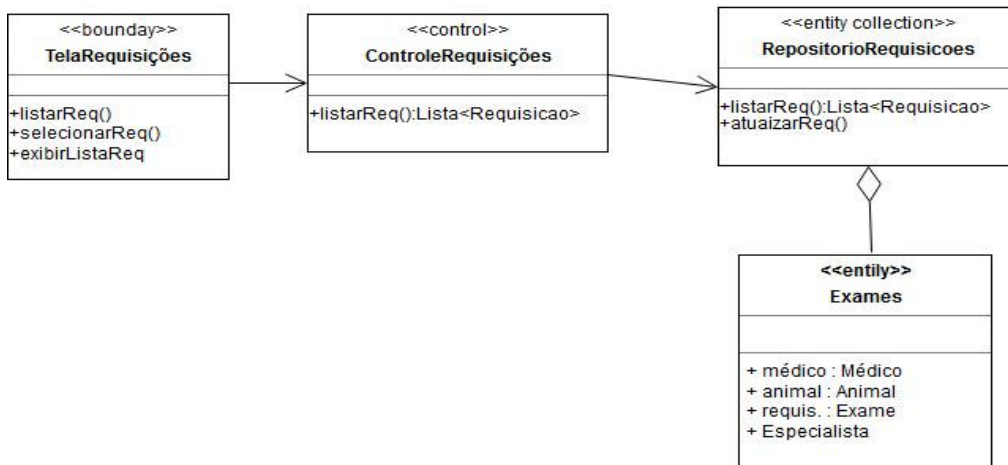 <<bounday>>
TelaRequisições
+listarReq()
+selecionarReq()
+exibirListaReq
<<control>>
ControleRequisições
+listarReq():Lista<Requisicao>
<<entity collection>>
RepositorioRequisicoes
+listarReq():Lista<Requisicao>
+atuaizarReq()
<<entily>>
Exames
+ médico : Médico
+ animal : Animal
+ requis. : Exame
+ Especialista